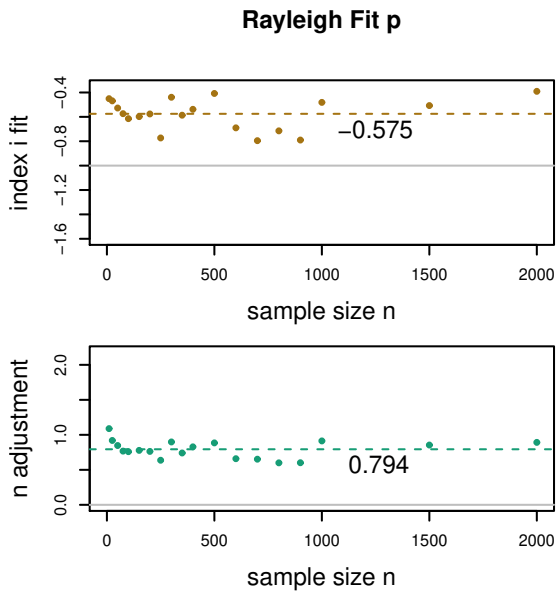 Rayleigh Fit p
index i fit
−0.4
−0.8
−1.2
−1.6
−0.575
0 500 1000 1500 2000
sample size n
n adjustment
2.0
1.0
0.0
0.794
0 500 1000 1500 2000
sample size n